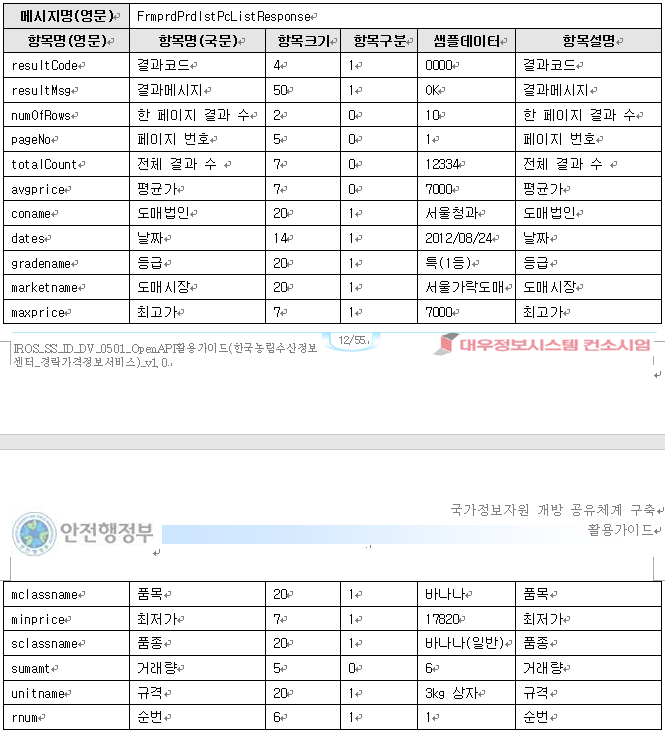 메시지명(영문) FrmprdPrdlstPcListResponse
항목명(영문) 항목명(국문) 항목크기 항목구분 샘플데이터 항목설명
resultCode 결과코드 4 1 0000 결과코드
resultMsg 결과메시지 50 1 OK 결과메시지
numOfRows 한 페이지 결과 수 2 0 10 한 페이지 결과 수
pageNo 페이지 번호 5 0 1 페이지 번호
totalCount 전체 결과 수 7 0 12334 전체 결과 수
avgprice 평균가 7 0 7000 평균가
coname 도매법인 20 1 서울청과 도매법인
dates 날짜 14 1 2012/08/24 날짜
gradename 등급 20 1 특(1등) 등급
marketname 도매시장 20 1 서울가락도매 도매시장
maxprice 최고가 7 1 7000 최고가
IROS_SS_ID_DV_0501_OpenAPI활용가이드(한국농림수산정보
센터_경락가격정보서비스)_v1.0.
12/55
대우정보시스템 컨소시엄
국가정보자원 개방 공유체계 구축
활용가이드
안전행정부
mclassname 품목 20 1 바나나 품목
minprice 최저가 7 1 17820 최저가
sclassname 품종 20 1 바나나(일반) 품종
sumamt 거래량 5 0 6 거래량
unitname 규격 20 1 3kg 상자 규격
rnum 순번 6 1 1 순번